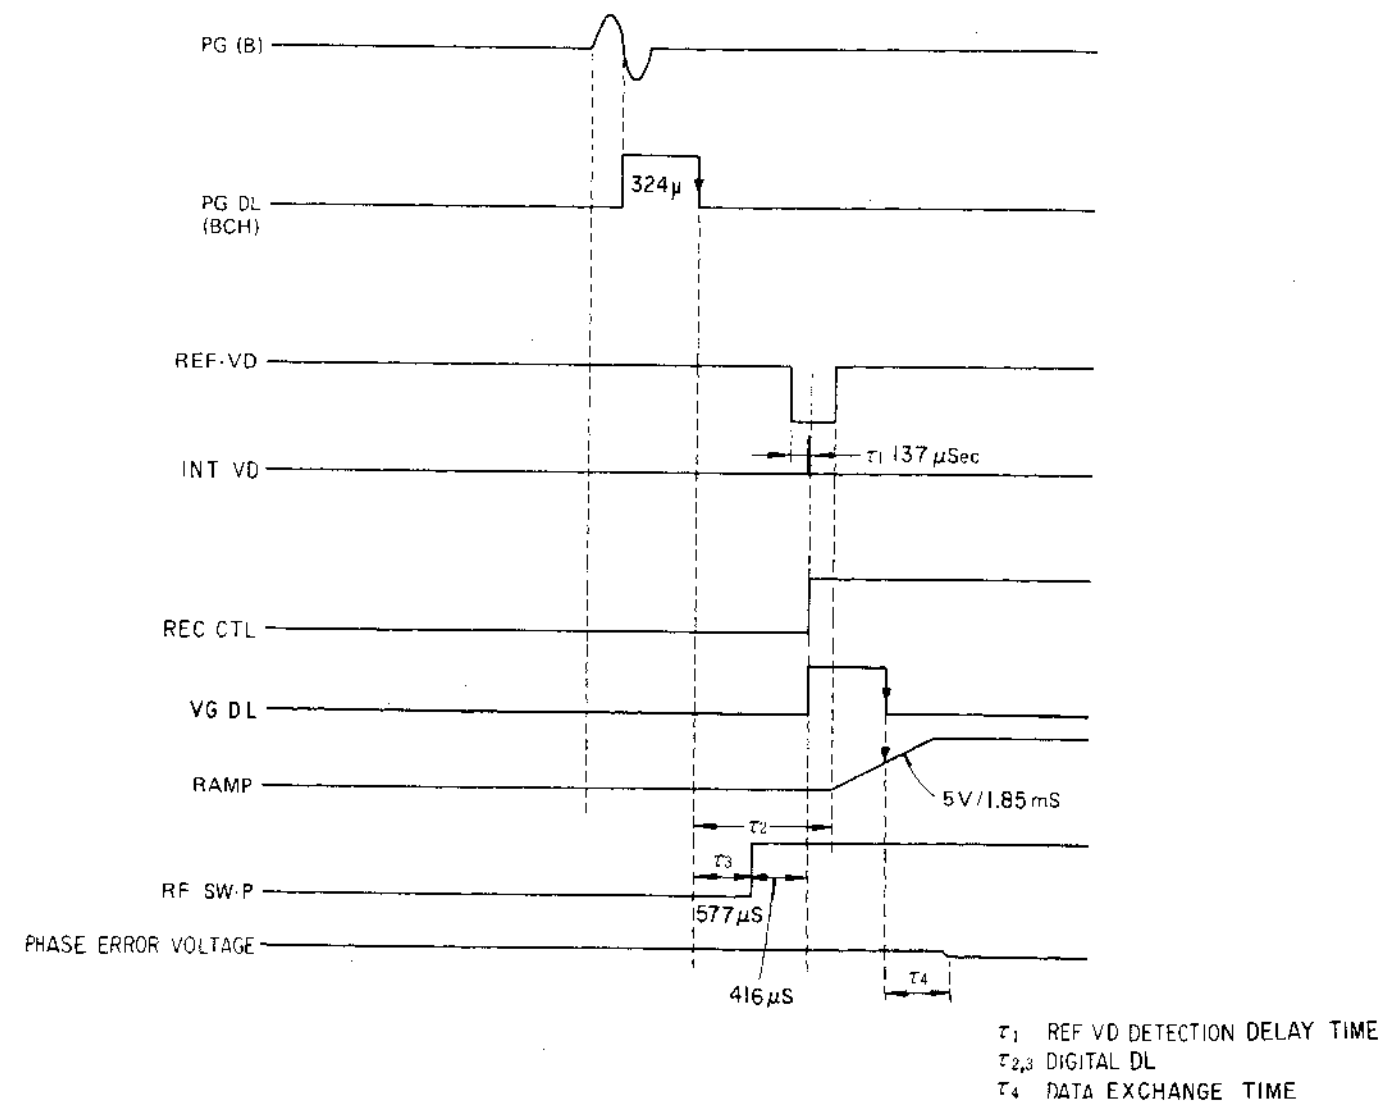 PG (B)
324μ
PG DL
(BCH)
REF·VD
τ1 137 μSec
INT VD
REC CTL
VG DL
RAMP
5V/1.85mS
τ2
τ3
RF SW·P
577μS
PHASE ERROR VOLTAGE
τ4
416μS
τ1 REF VD DETECTION DELAY TIME
τ2,3 DIGITAL DL
τ4 DATA EXCHANGE TIME